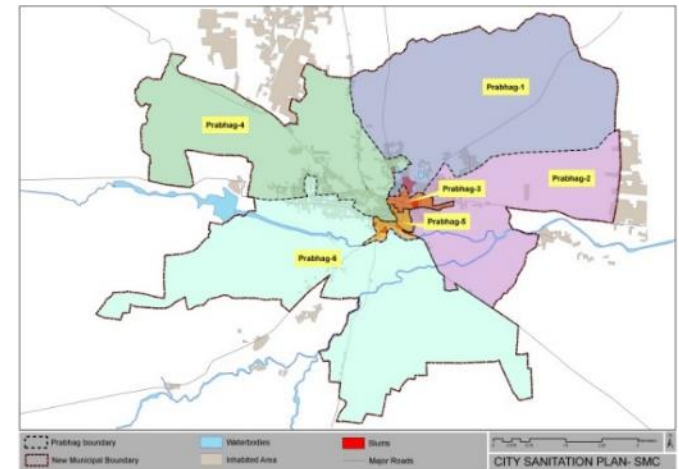 Prabhag-1
Prabhag-4
Prabhag-2
Prabhag-3
Prabhag-5
Prabhag-6
Prabhag boundary
Waterbodies
Slums
New Municipal Boundary
Inhabited Area
Major Roads
CITY SANITATION PLAN- SMC